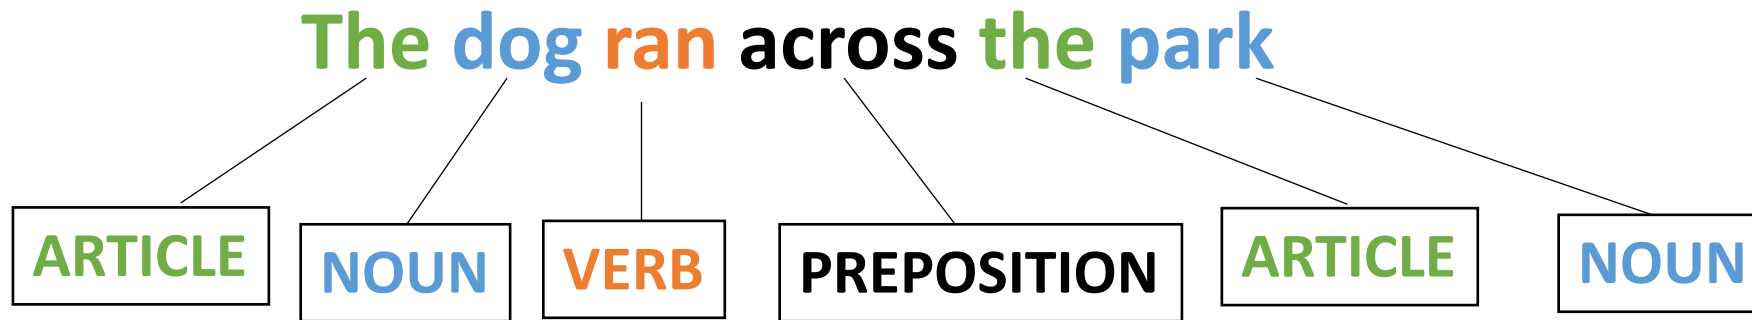 The dog ran across the park
ARTICLE NOUN VERB PREPOSITION ARTICLE NOUN